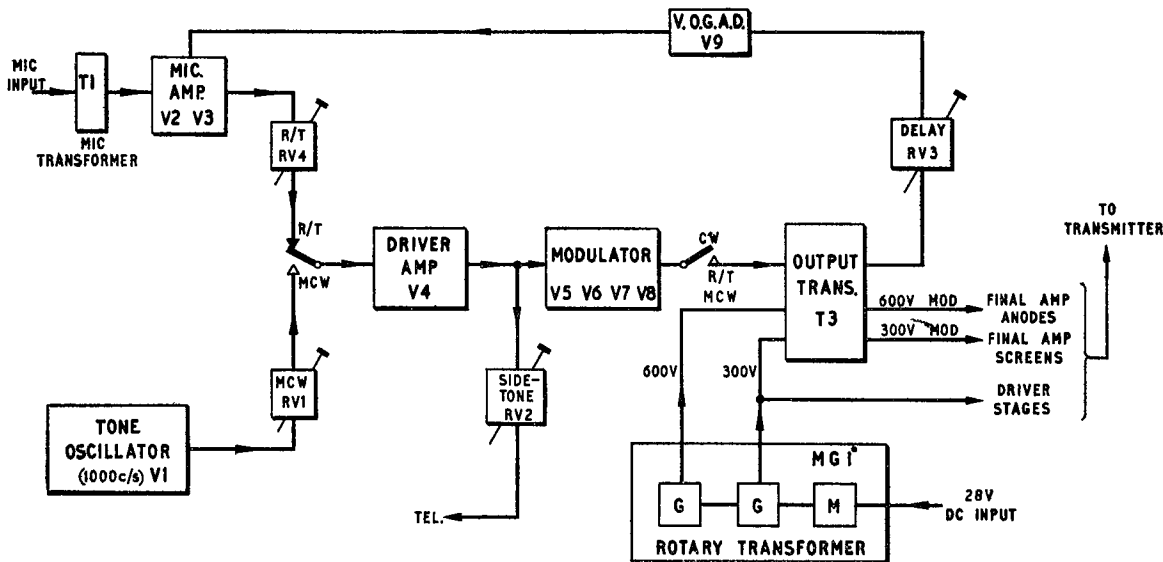 V.O.G.A.D.
V9
MIC
INPUT
T1
MIC.
AMP.
V2 V3
MIC
TRANSFORMER
R/T
RV4
DELAY
RV3
R/T
MCW
DRIVER
AMP
V4
MODULATOR
V5 V6 V7 V8
CW
R/T
MCW
OUTPUT
TRANS.
T3
TO
TRANSMITTER
600V MOD
FINAL AMP
ANODES
300V MOD
FINAL AMP
SCREENS
DRIVER
STAGES
600V
300V
MCW
RV1
SIDE-
TONE
RV2
TONE
OSCILLATOR
(1000c/s) V1
TEL.
MG1
G
G
M
28V
DC INPUT
ROTARY TRANSFORMER